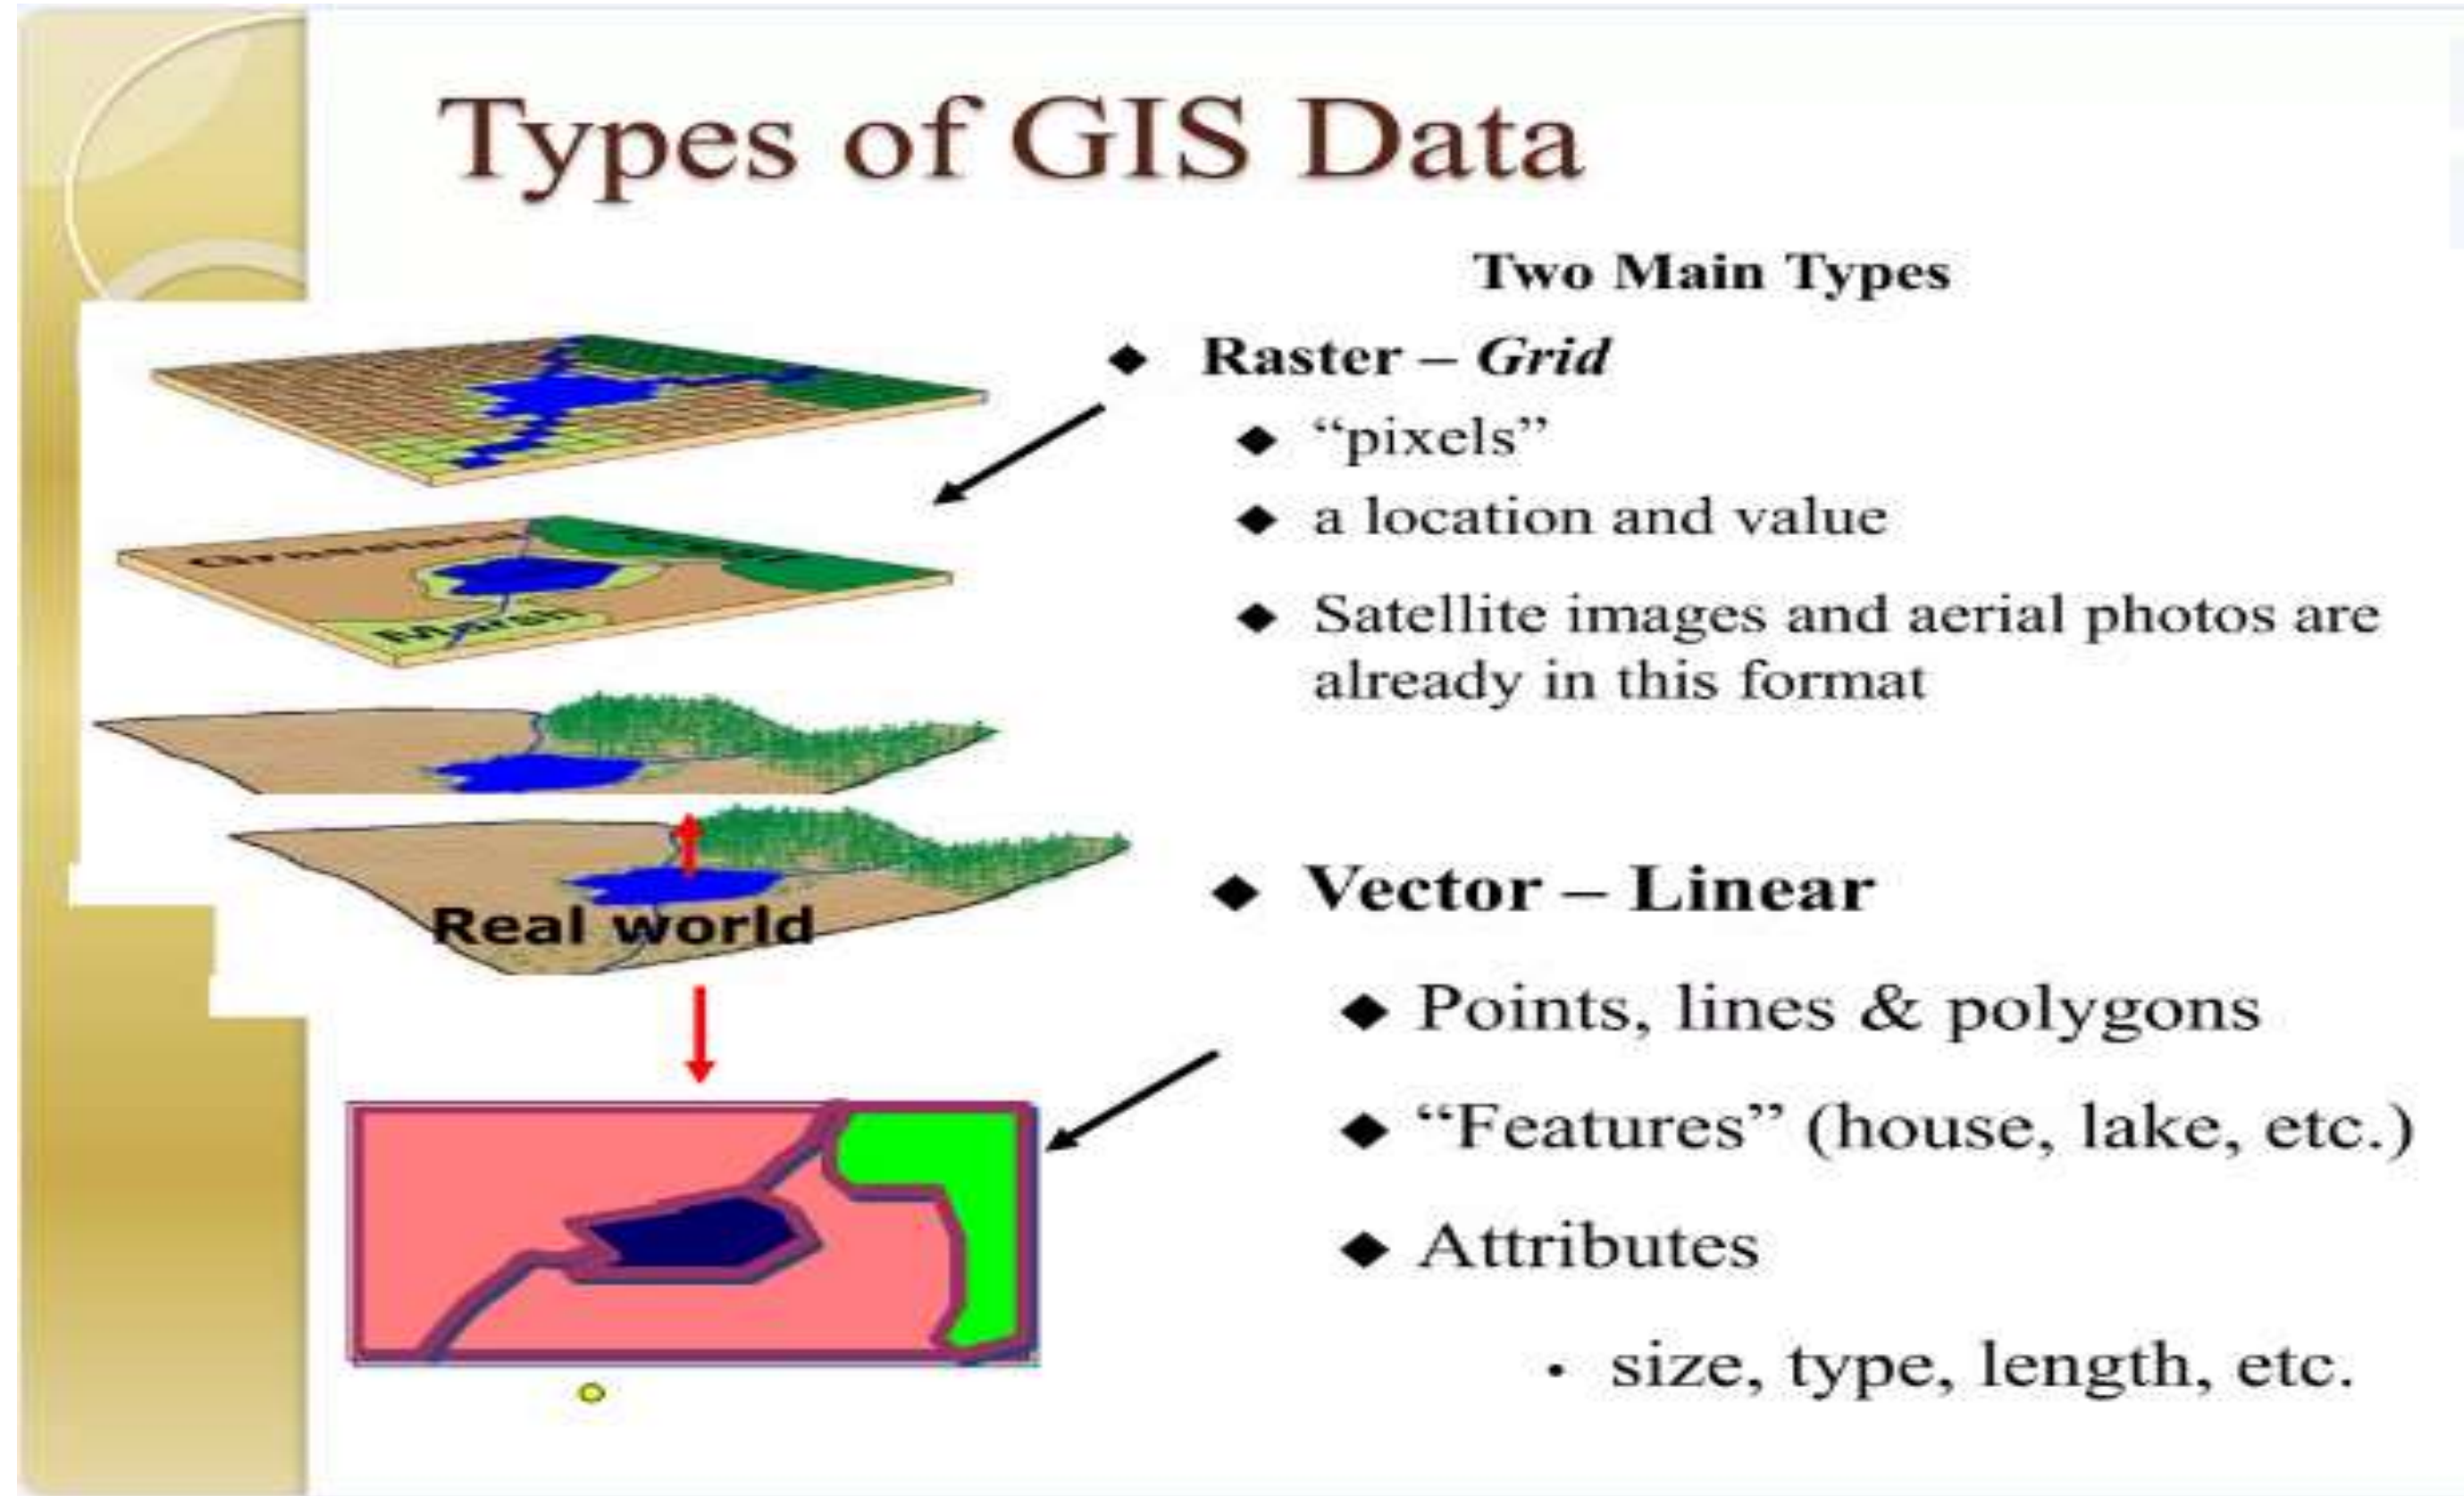 Types of GIS Data
Two Main Types
◆ Raster – Grid
◆ “pixels”
◆ a location and value
◆ Satellite images and aerial photos are
already in this format
Grassland
Marsh
Real world
◆ Vector – Linear
◆ Points, lines & polygons
◆ “Features” (house, lake, etc.)
◆ Attributes
• size, type, length, etc.